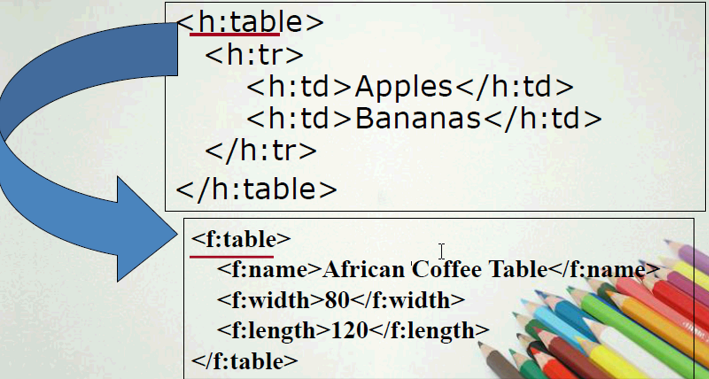 <h:table>
<h:tr>
<h:td>Apples</h:td>
<h:td>Bananas</h:td>
</h:tr>
</h:table>
<f:table>
<f:name>African Coffee Table</f:name>
<f:width>80</f:width>
<f:length>120</f:length>
</f:table>